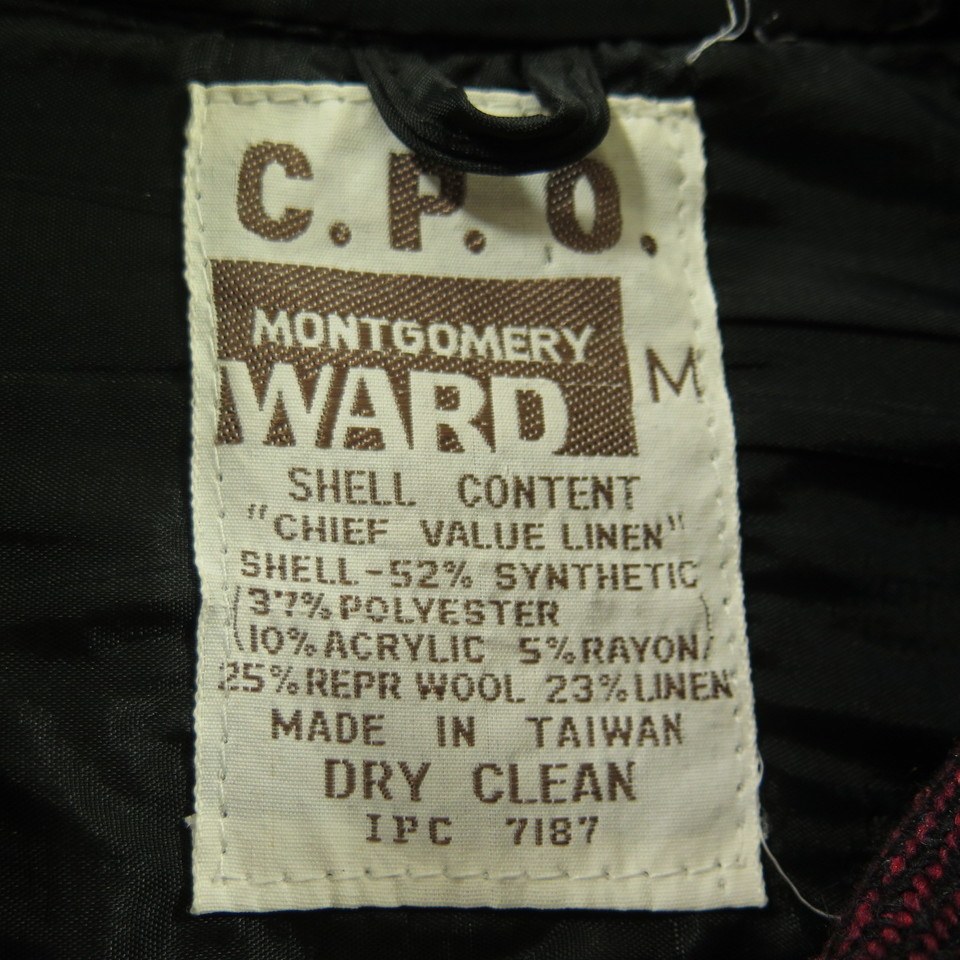 C.P.O.
MONTGOMERY
WARD M
SHELL CONTENT
"CHIEF VALUE LINEN"
SHELL-52% SYNTHETIC
(37% POLYESTER )
(10% ACRYLIC 5% RAYON)
25% REPR WOOL 23% LINEN
MADE IN TAIWAN
DRY CLEAN
IPC 7187